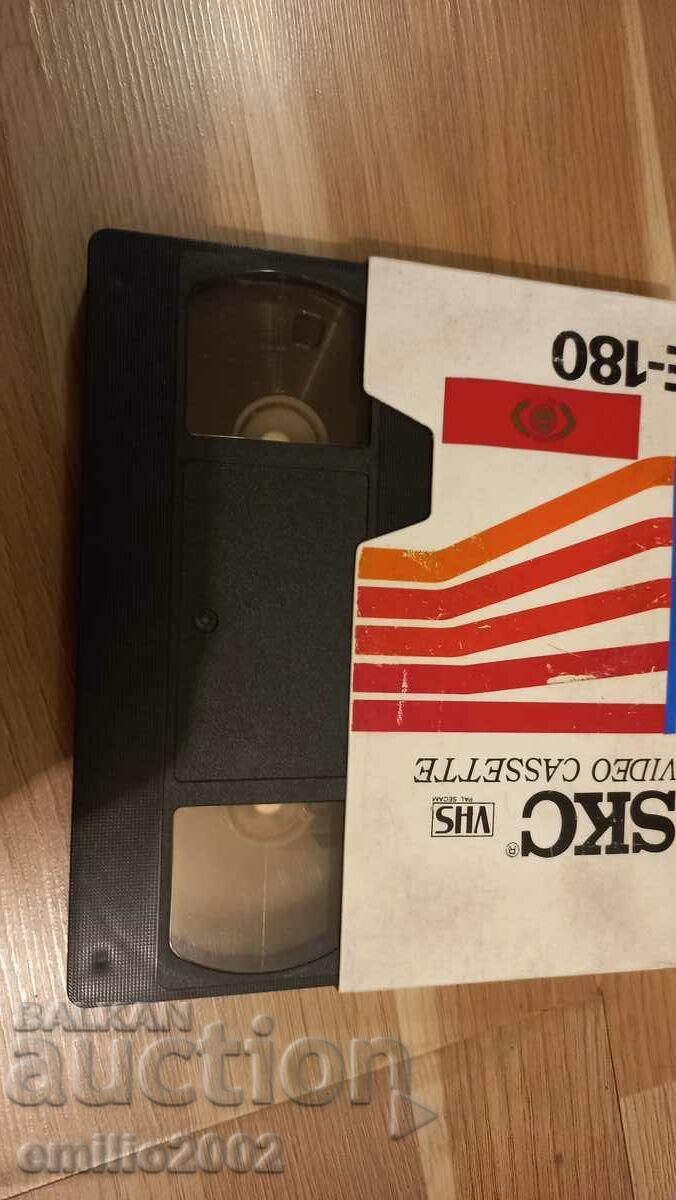 SKC®
VHS
PAL SECAM
VIDEO CASSETTE
E-180
BALKAN
auction
emilio2002